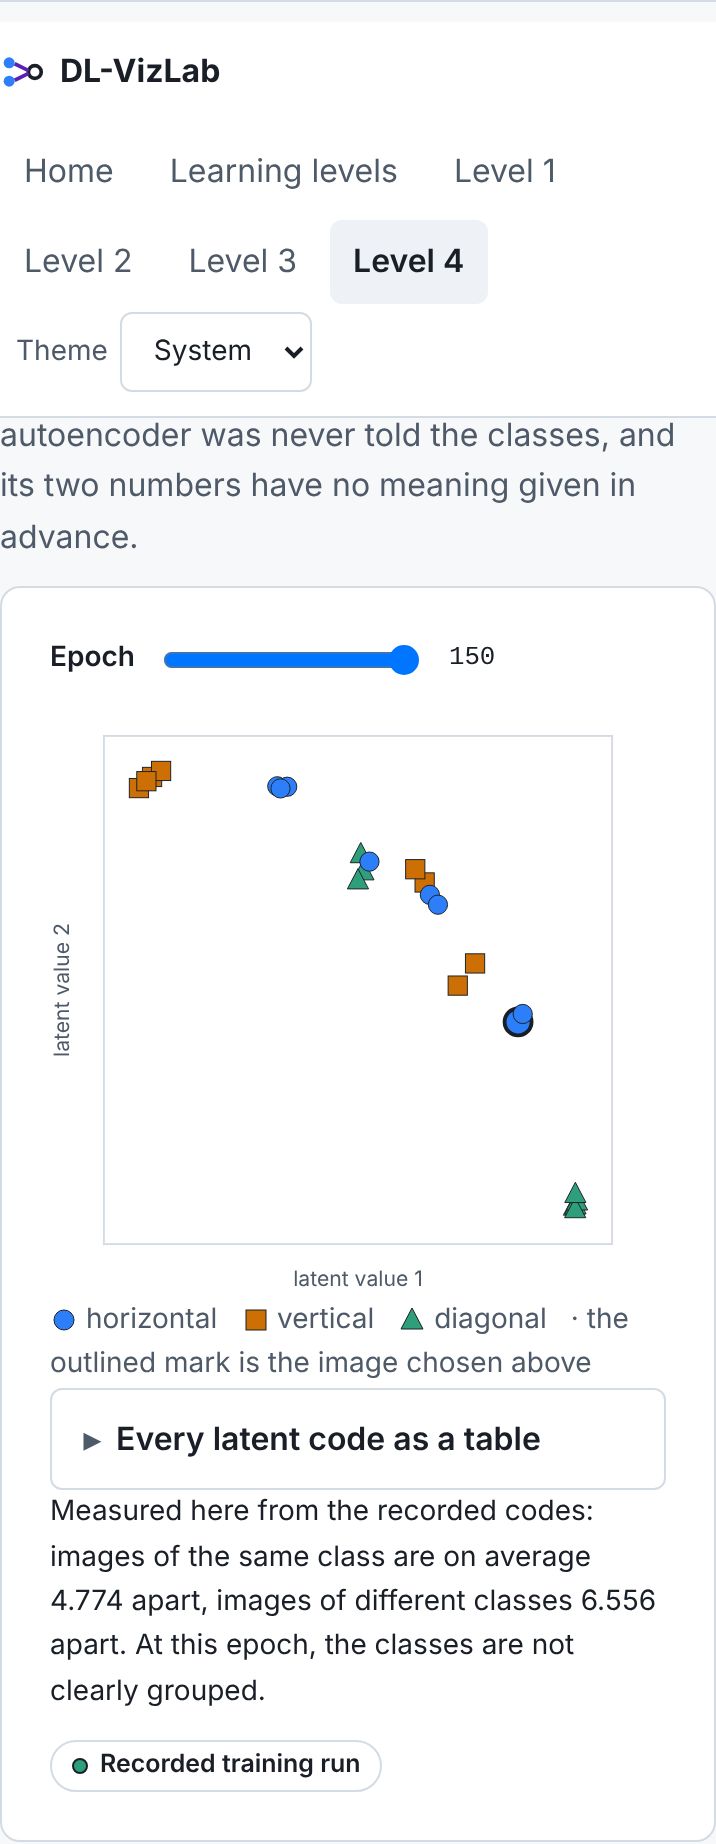 DL-VizLab
Home Learning levels Level 1
Level 2 Level 3 Level 4
Theme System
autoencoder was never told the classes, and
its two numbers have no meaning given in
advance.
Epoch 150
latent value 2
latent value 1
horizontal vertical diagonal · the
outlined mark is the image chosen above
Every latent code as a table
Measured here from the recorded codes:
images of the same class are on average
4.774 apart, images of different classes 6.556
apart. At this epoch, the classes are not
clearly grouped.
Recorded training run